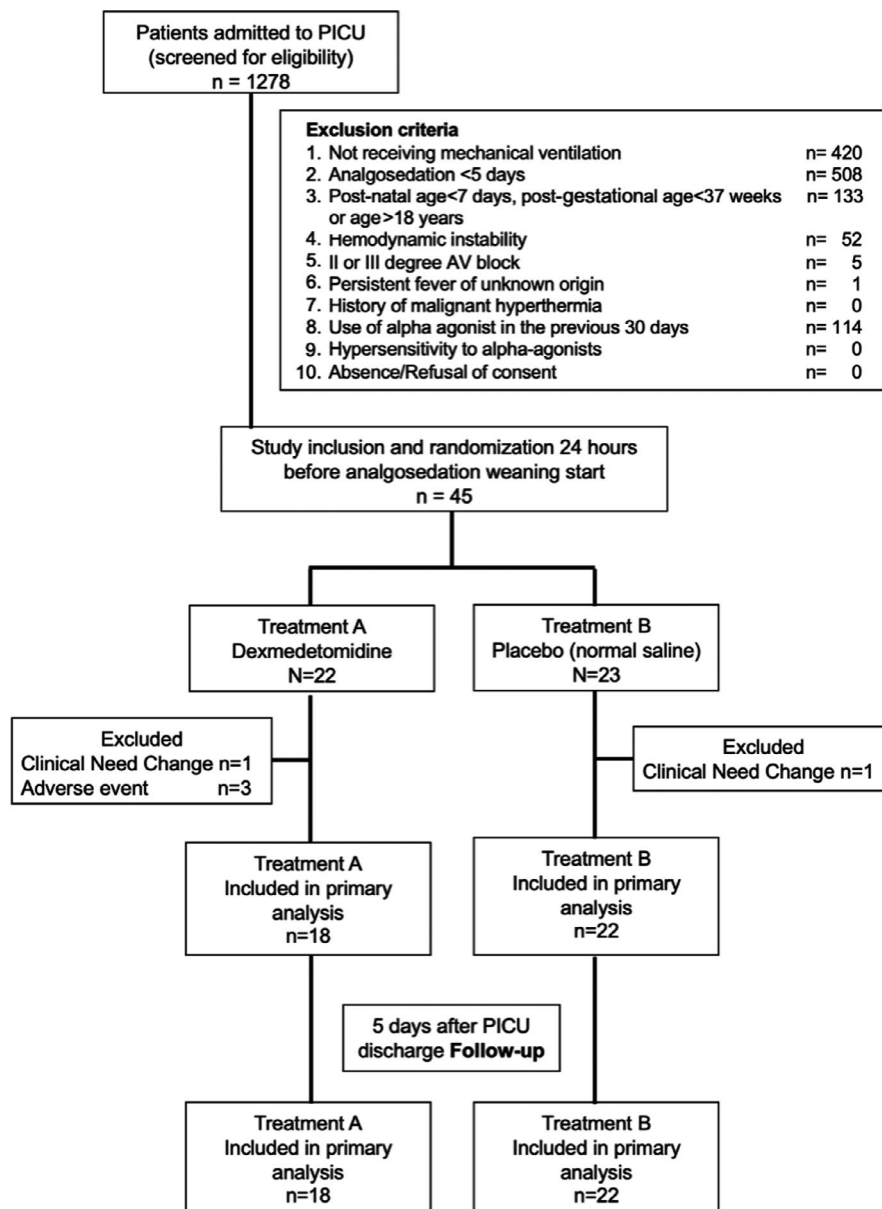 Patients admitted to PICU
(screened for eligibility)
n = 1278
Exclusion criteria
1. Not receiving mechanical ventilation n= 420
2. Analgosedation <5 days n= 508
3. Post-natal age<7 days, post-gestational age<37 weeks n= 133
or age>18 years
4. Hemodynamic instability n= 52
5. II or III degree AV block n= 5
6. Persistent fever of unknown origin n= 1
7. History of malignant hyperthermia n= 0
8. Use of alpha agonist in the previous 30 days n= 114
9. Hypersensitivity to alpha-agonists n= 0
10. Absence/Refusal of consent n= 0
Study inclusion and randomization 24 hours
before analgosedation weaning start
n = 45
Treatment A
Dexmedetomidine
N=22
Treatment B
Placebo (normal saline)
N=23
Excluded
Clinical Need Change n=1
Adverse event n=3
Excluded
Clinical Need Change n=1
Treatment A
Included in primary
analysis
n=18
Treatment B
Included in primary
analysis
n=22
5 days after PICU
discharge Follow-up
Treatment A
Included in primary
analysis
n=18
Treatment B
Included in primary
analysis
n=22